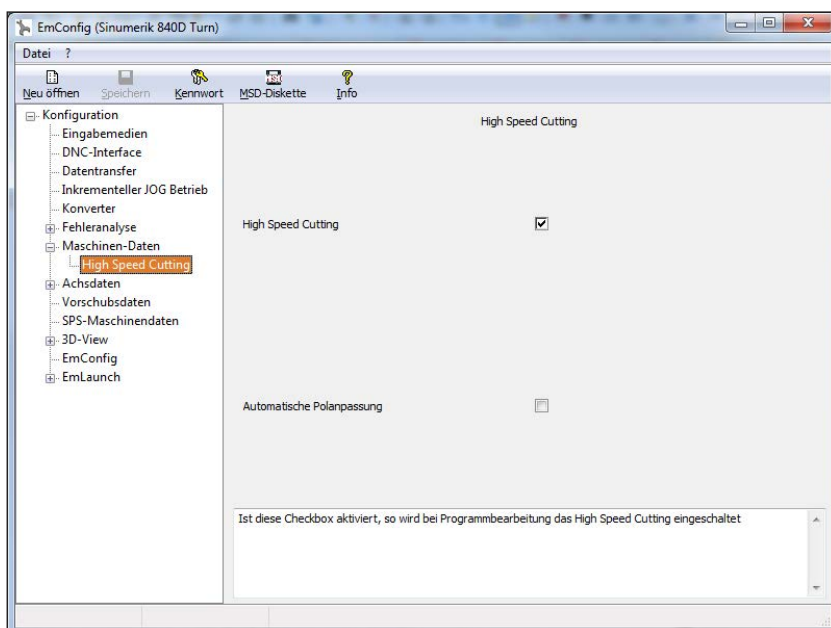 EmConfig (Sinumerik 840D Turn)
Datei ?
Neu öffnen Speichern Kennwort MSD-Diskette Info
Konfiguration
Eingabemedien
DNC-Interface
Datentransfer
Inkrementeller JOG Betrieb
Konverter
Fehleranalyse
Maschinen-Daten
High Speed Cutting
Achsdaten
Vorschubsdaten
SPS-Maschinendaten
3D-View
EmConfig
EmLaunch
High Speed Cutting
High Speed Cutting
Automatische Polanpassung
Ist diese Checkbox aktiviert, so wird bei Programmbearbeitung das High Speed Cutting eingeschaltet